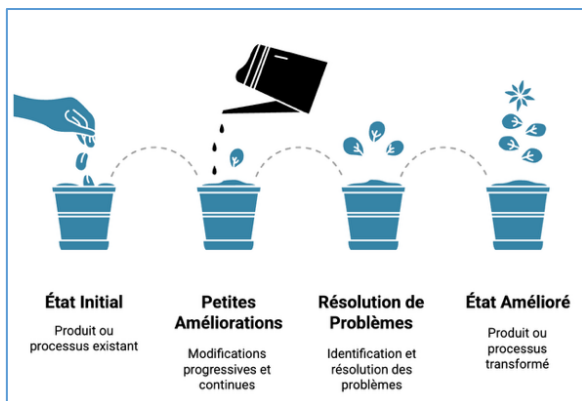 État Initial
Produit ou
processus existant
Petites
Améliorations
Modifications
progressives et
continues
Résolution de
Problèmes
Identification et
résolution des
problèmes
État Amélioré
Produit ou
processus
transformé